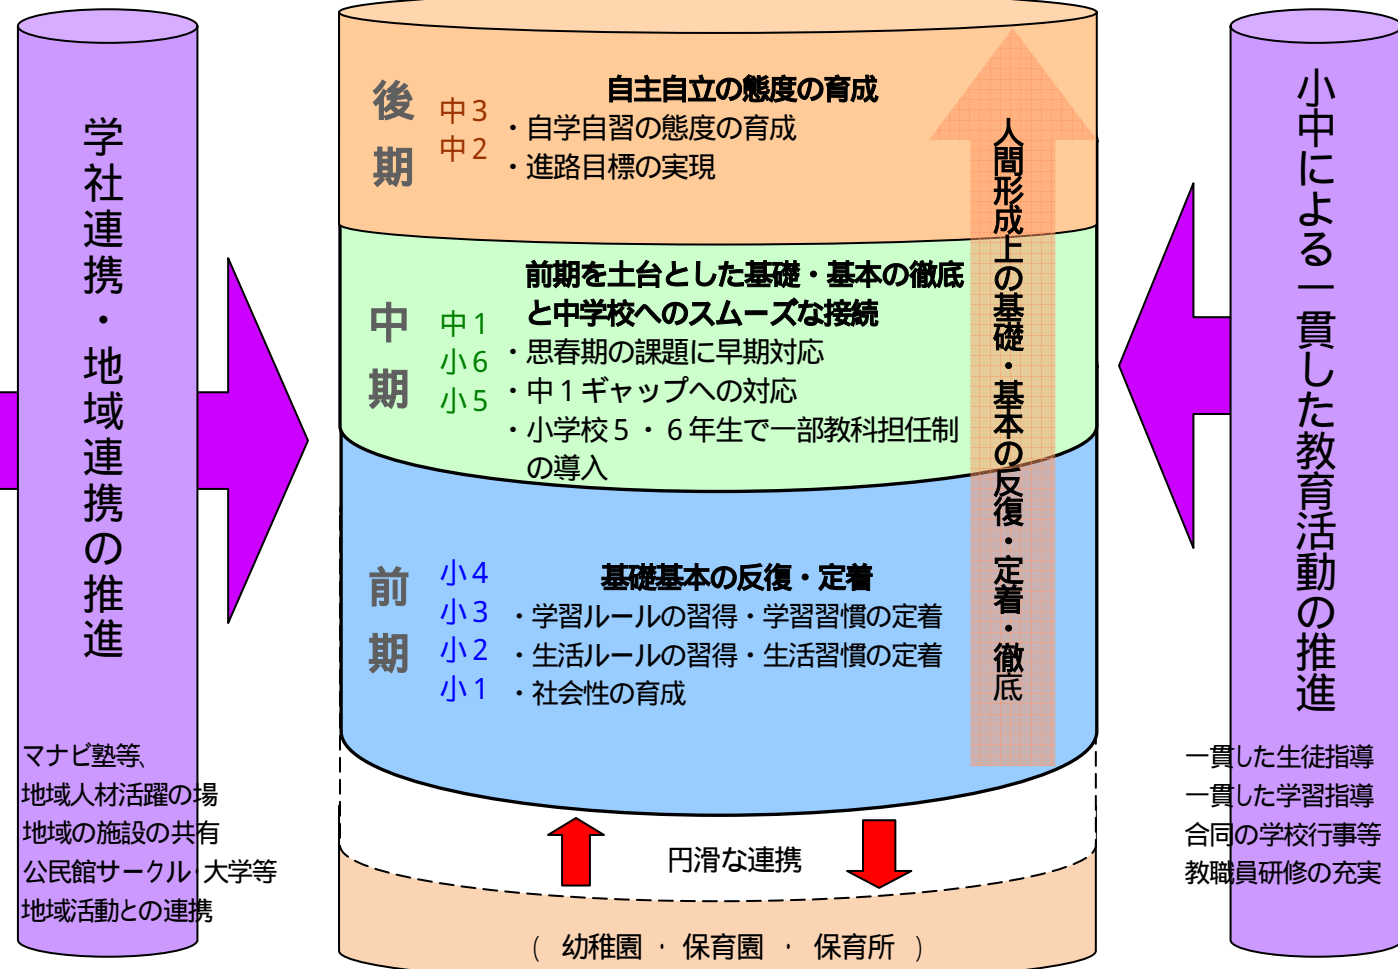 学社連携・地域連携の推進
マナビ塾等、
地域人材活躍の場
地域の施設の共有
公民館サークル・大学等
地域活動との連携
後期
中3
中2
自主自立の態度の育成
・自学自習の態度の育成
・進路目標の実現
中期
中1
小6
小5
前期を土台とした基礎・基本の徹底
と中学校へのスムーズな接続
・思春期の課題に早期対応
・中1ギャップへの対応
・小学校5・6年生で一部教科担任制
の導入
前期
小4
小3
小2
小1
基礎基本の反復・定着
・学習ルールの習得・学習習慣の定着
・生活ルールの習得・生活習慣の定着
・社会性の育成
人間形成上の基礎・基本の反復・定着・徹底
円滑な連携
( 幼稚園 ・ 保育園 ・ 保育所 )
小中による一貫した教育活動の推進
一貫した生徒指導
一貫した学習指導
合同の学校行事等
教職員研修の充実